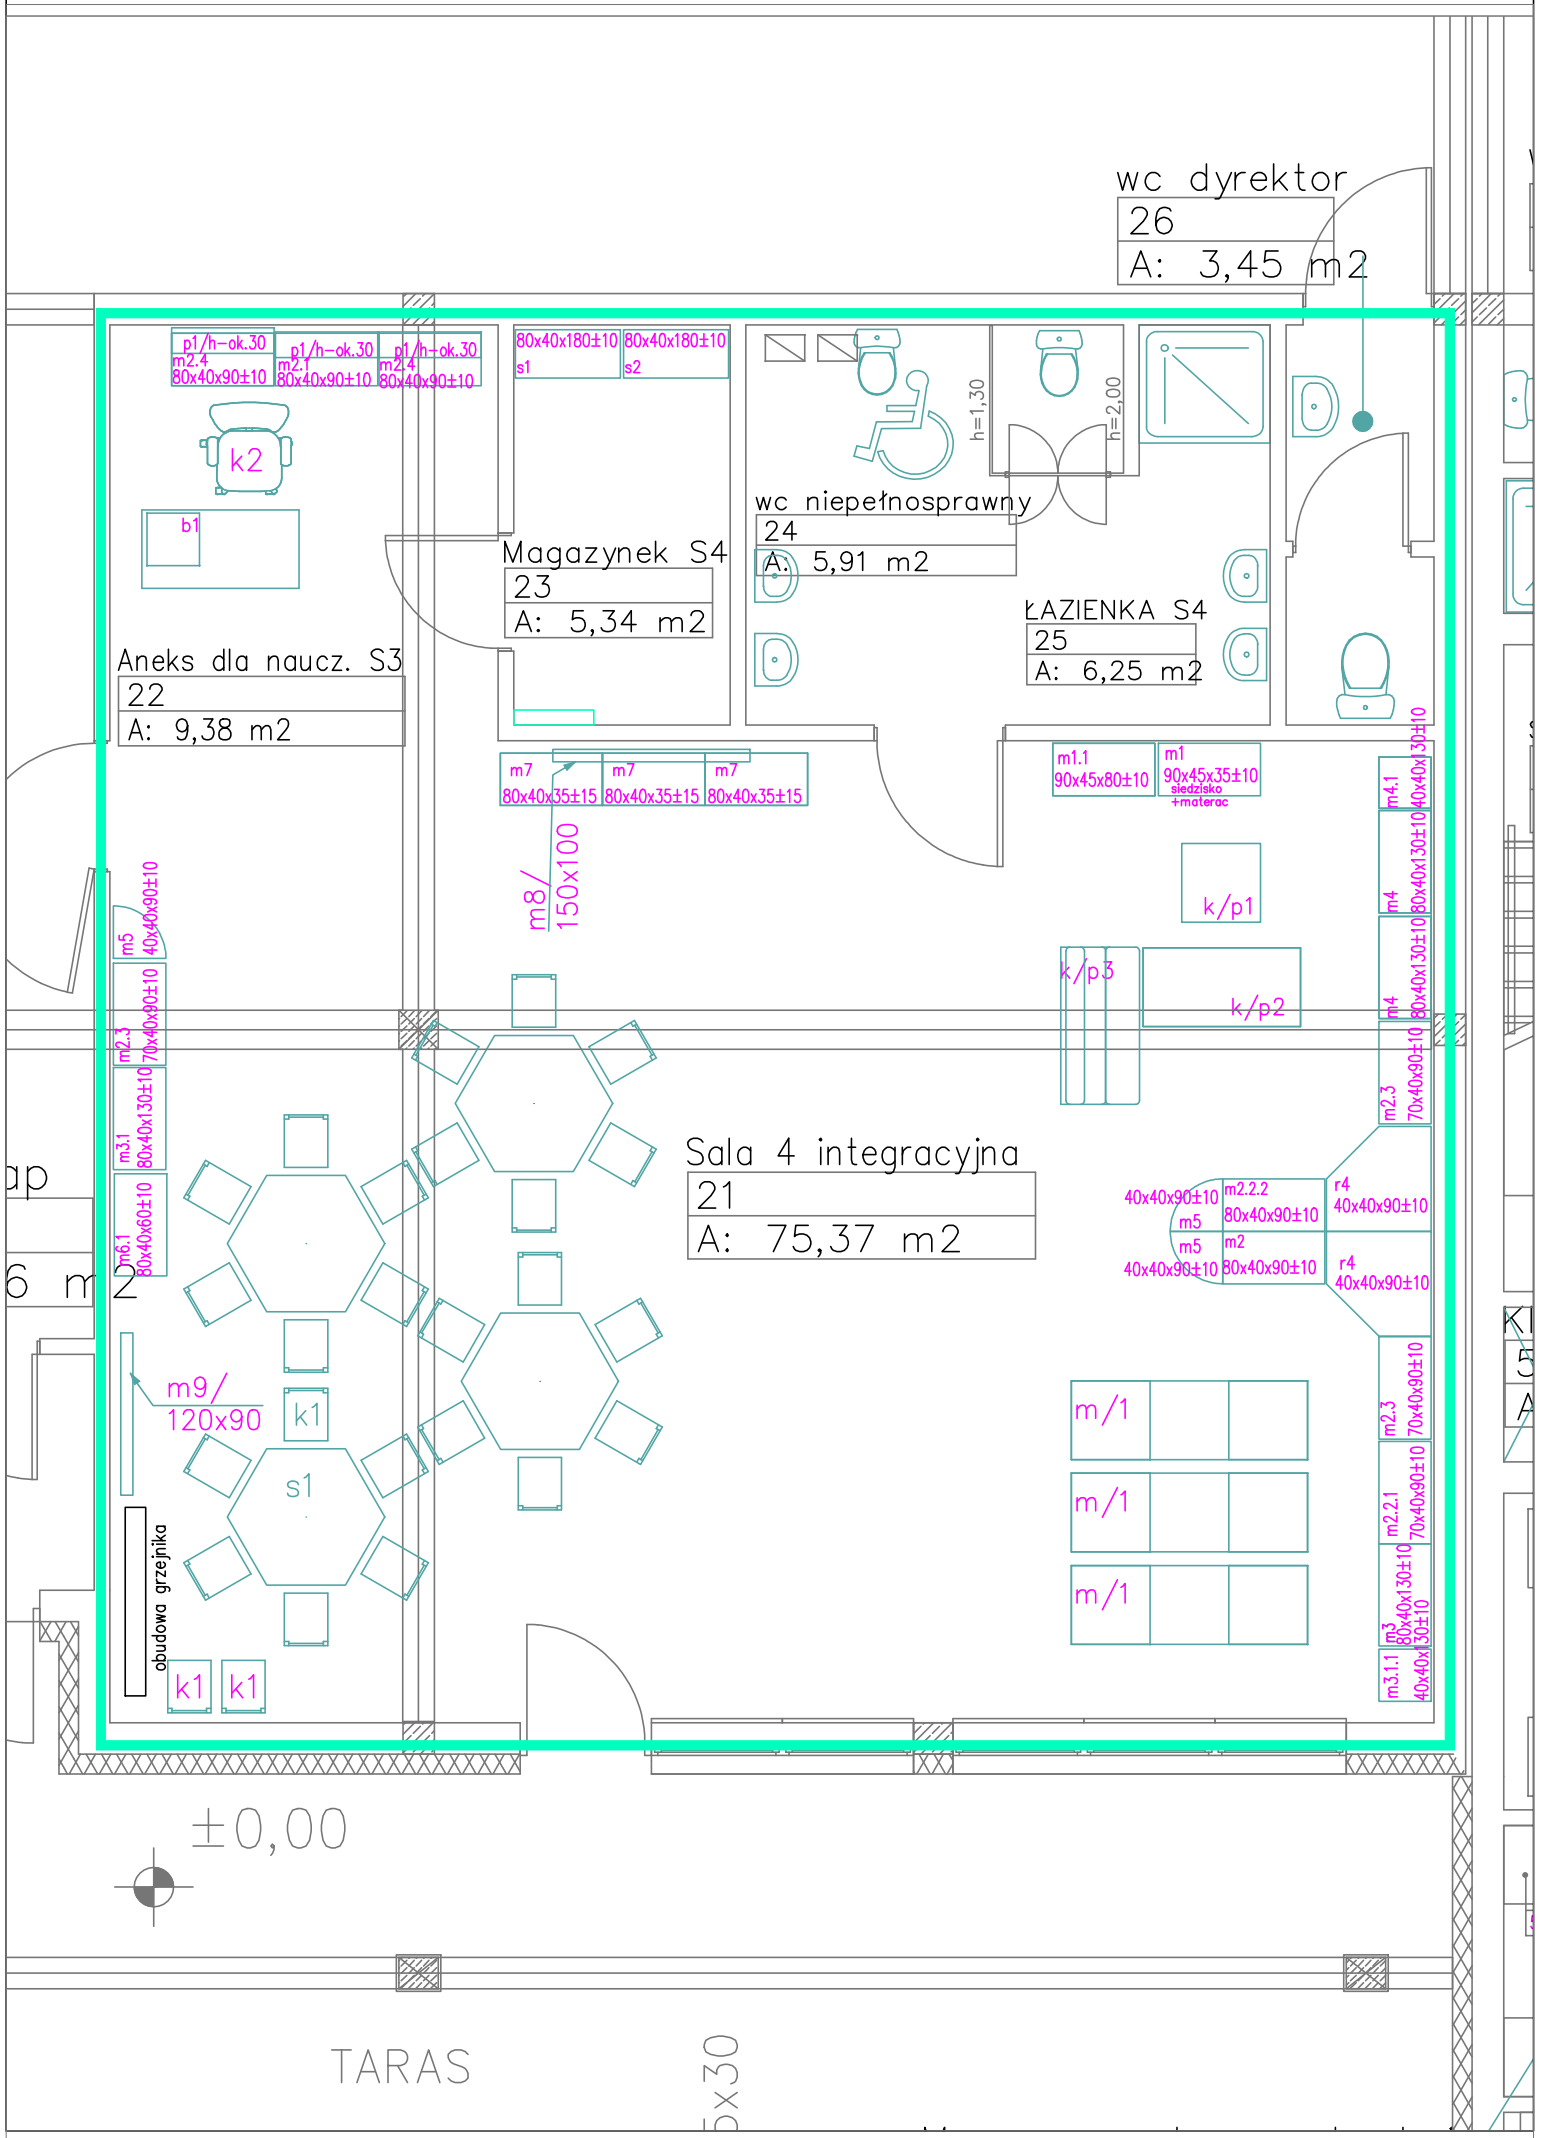 wc dyrektor
26
A: 3,45 m2
p1/h-ok.30
m2.4
80x40x90±10
p1/h-ok.30
m2.1
80x40x90±10
p1/h-ok.30
m2.4
80x40x90±10
80x40x180±10
s1
80x40x180±10
s2
h=1,30
h=2,00
k2
b1
wc niepełnosprawny
24
A: 5,91 m2
Magazynek S4
23
A: 5,34 m2
ŁAZIENKA S4
25
A: 6,25 m2
Aneks dla naucz. S3
22
A: 9,38 m2
m7
80x40x35±15
m7
80x40x35±15
m7
80x40x35±15
m8/
150x100
m1.1
90x45x80±10
m1
90x45x35±10
siedzisko
+materac
m4.1
40x40x130±10
m4
80x40x130±10
m4
80x40x130±10
m2.3
70x40x90±10
k/p1
k/p3
k/p2
m5
40x40x90±10
m2.3
70x40x90±10
m3.1
80x40x130±10
m6.1
80x40x60±10
ap
6 m2
Sala 4 integracyjna
21
A: 75,37 m2
40x40x90±10
m5
m2.2.2
80x40x90±10
r4
40x40x90±10
m5
40x40x90±10
m2
80x40x90±10
r4
40x40x90±10
m9/
120x90
k1
s1
m/1
m/1
m/1
m2.3
70x40x90±10
m2.2.1
70x40x90±10
m3
80x40x130±10
m3.1.1
40x40x130±10
obudowa grzejnika
k1
k1
Kl
5
A
±0,00
TARAS
5x30